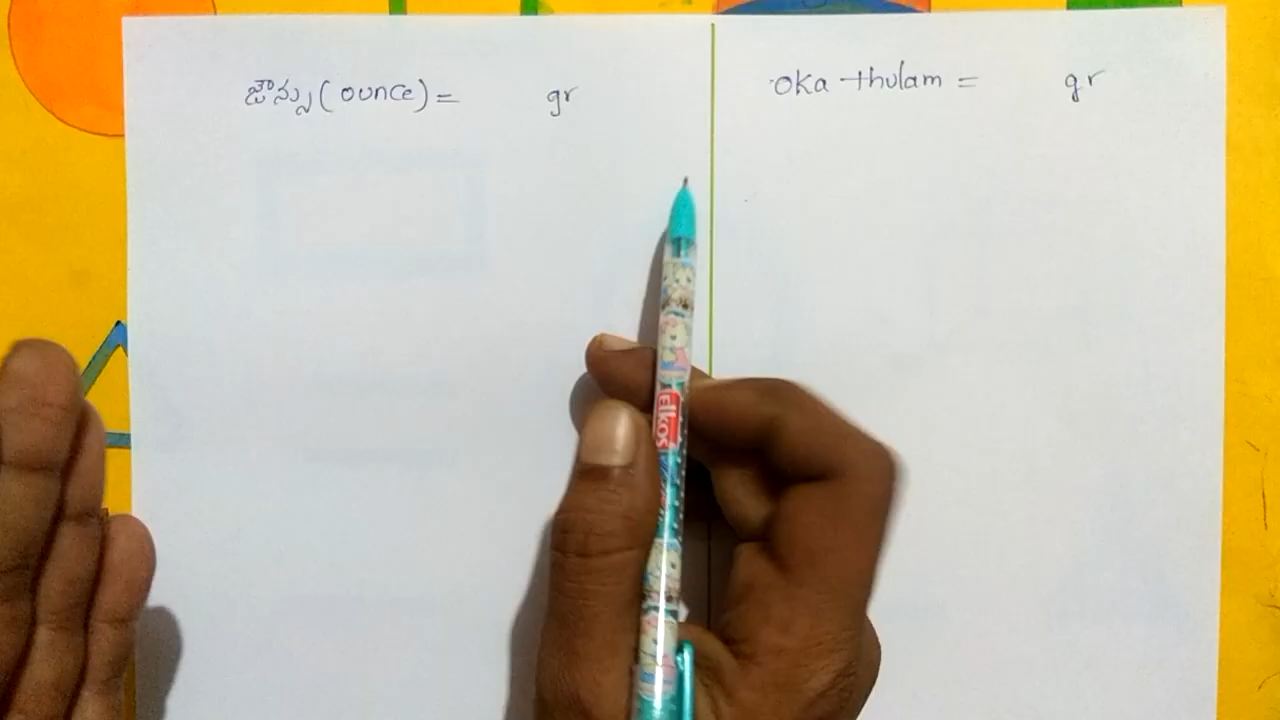 ఔన్సు (ounce) = gr
oka thulam = gr
elkos